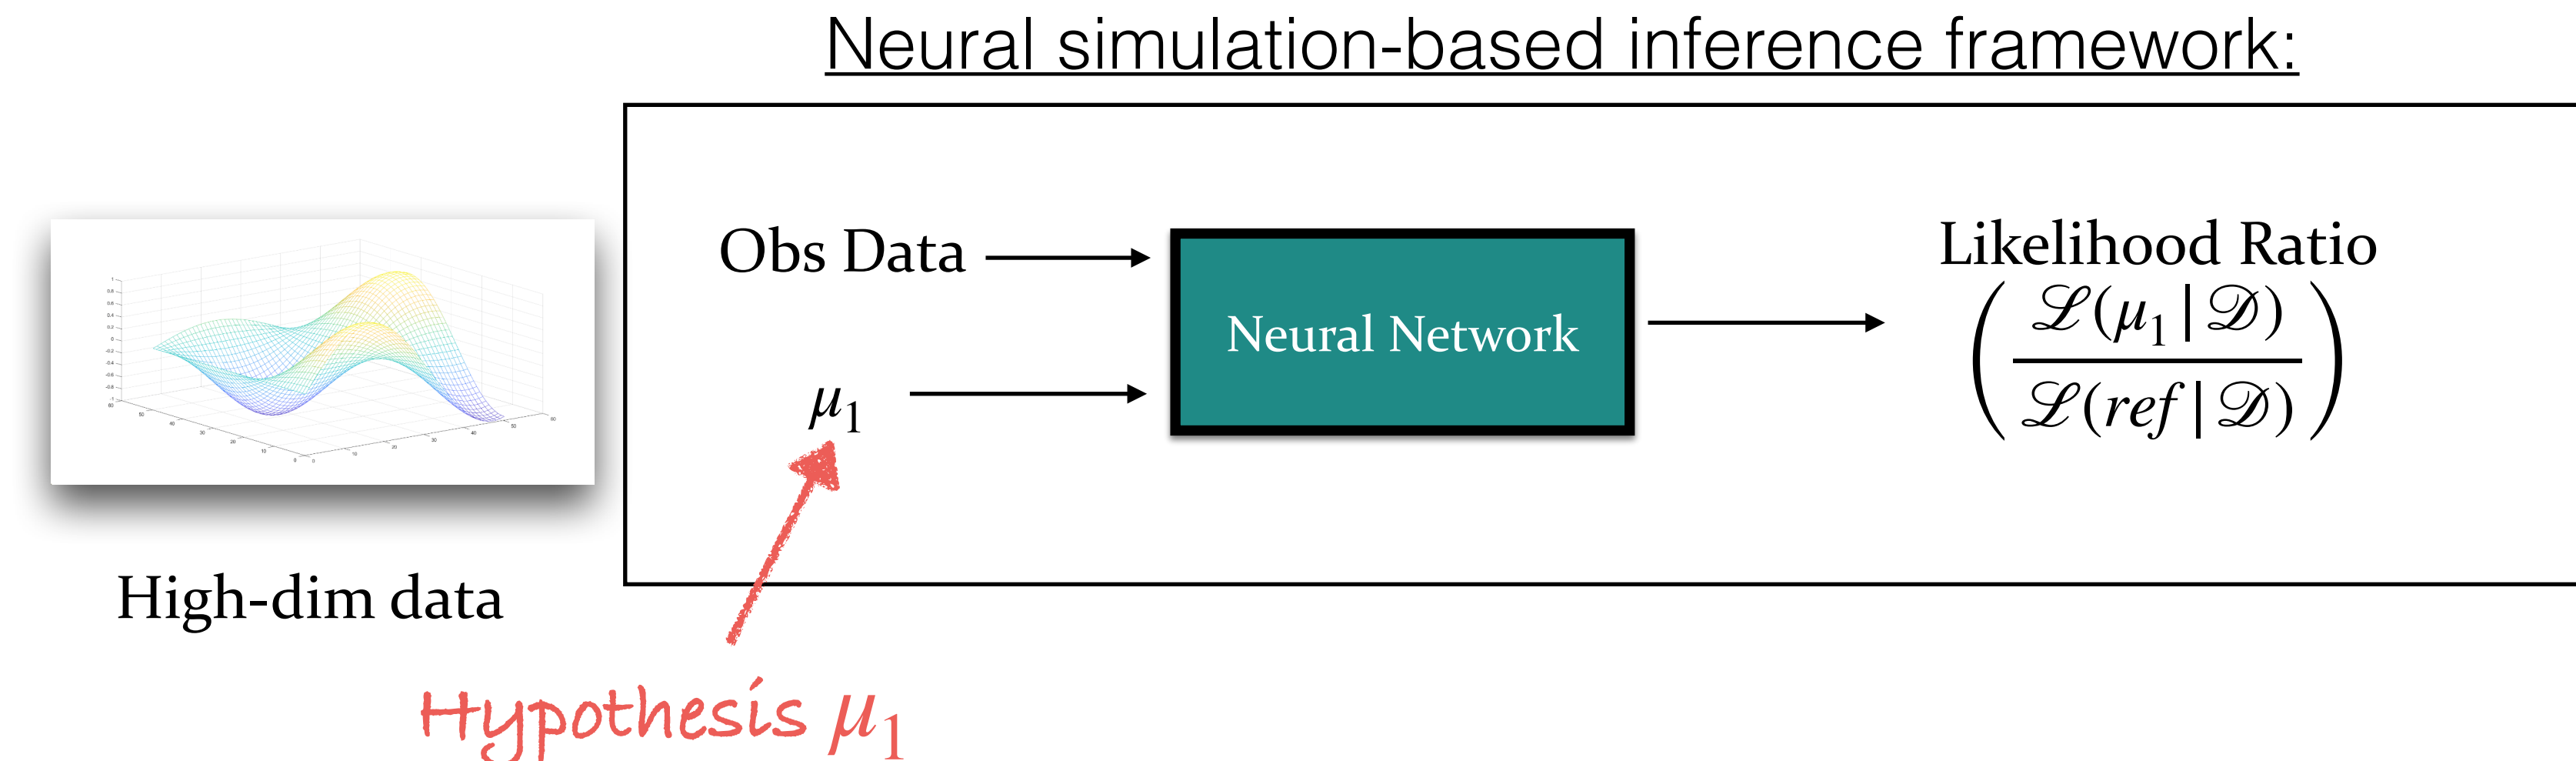 Neural simulation-based inference framework:
Obs Data
μ₁
Neural Network
Likelihood Ratio
( ℒ(μ₁ | 𝒟) / ℒ(ref | 𝒟) )
High-dim data
Hypothesis μ₁